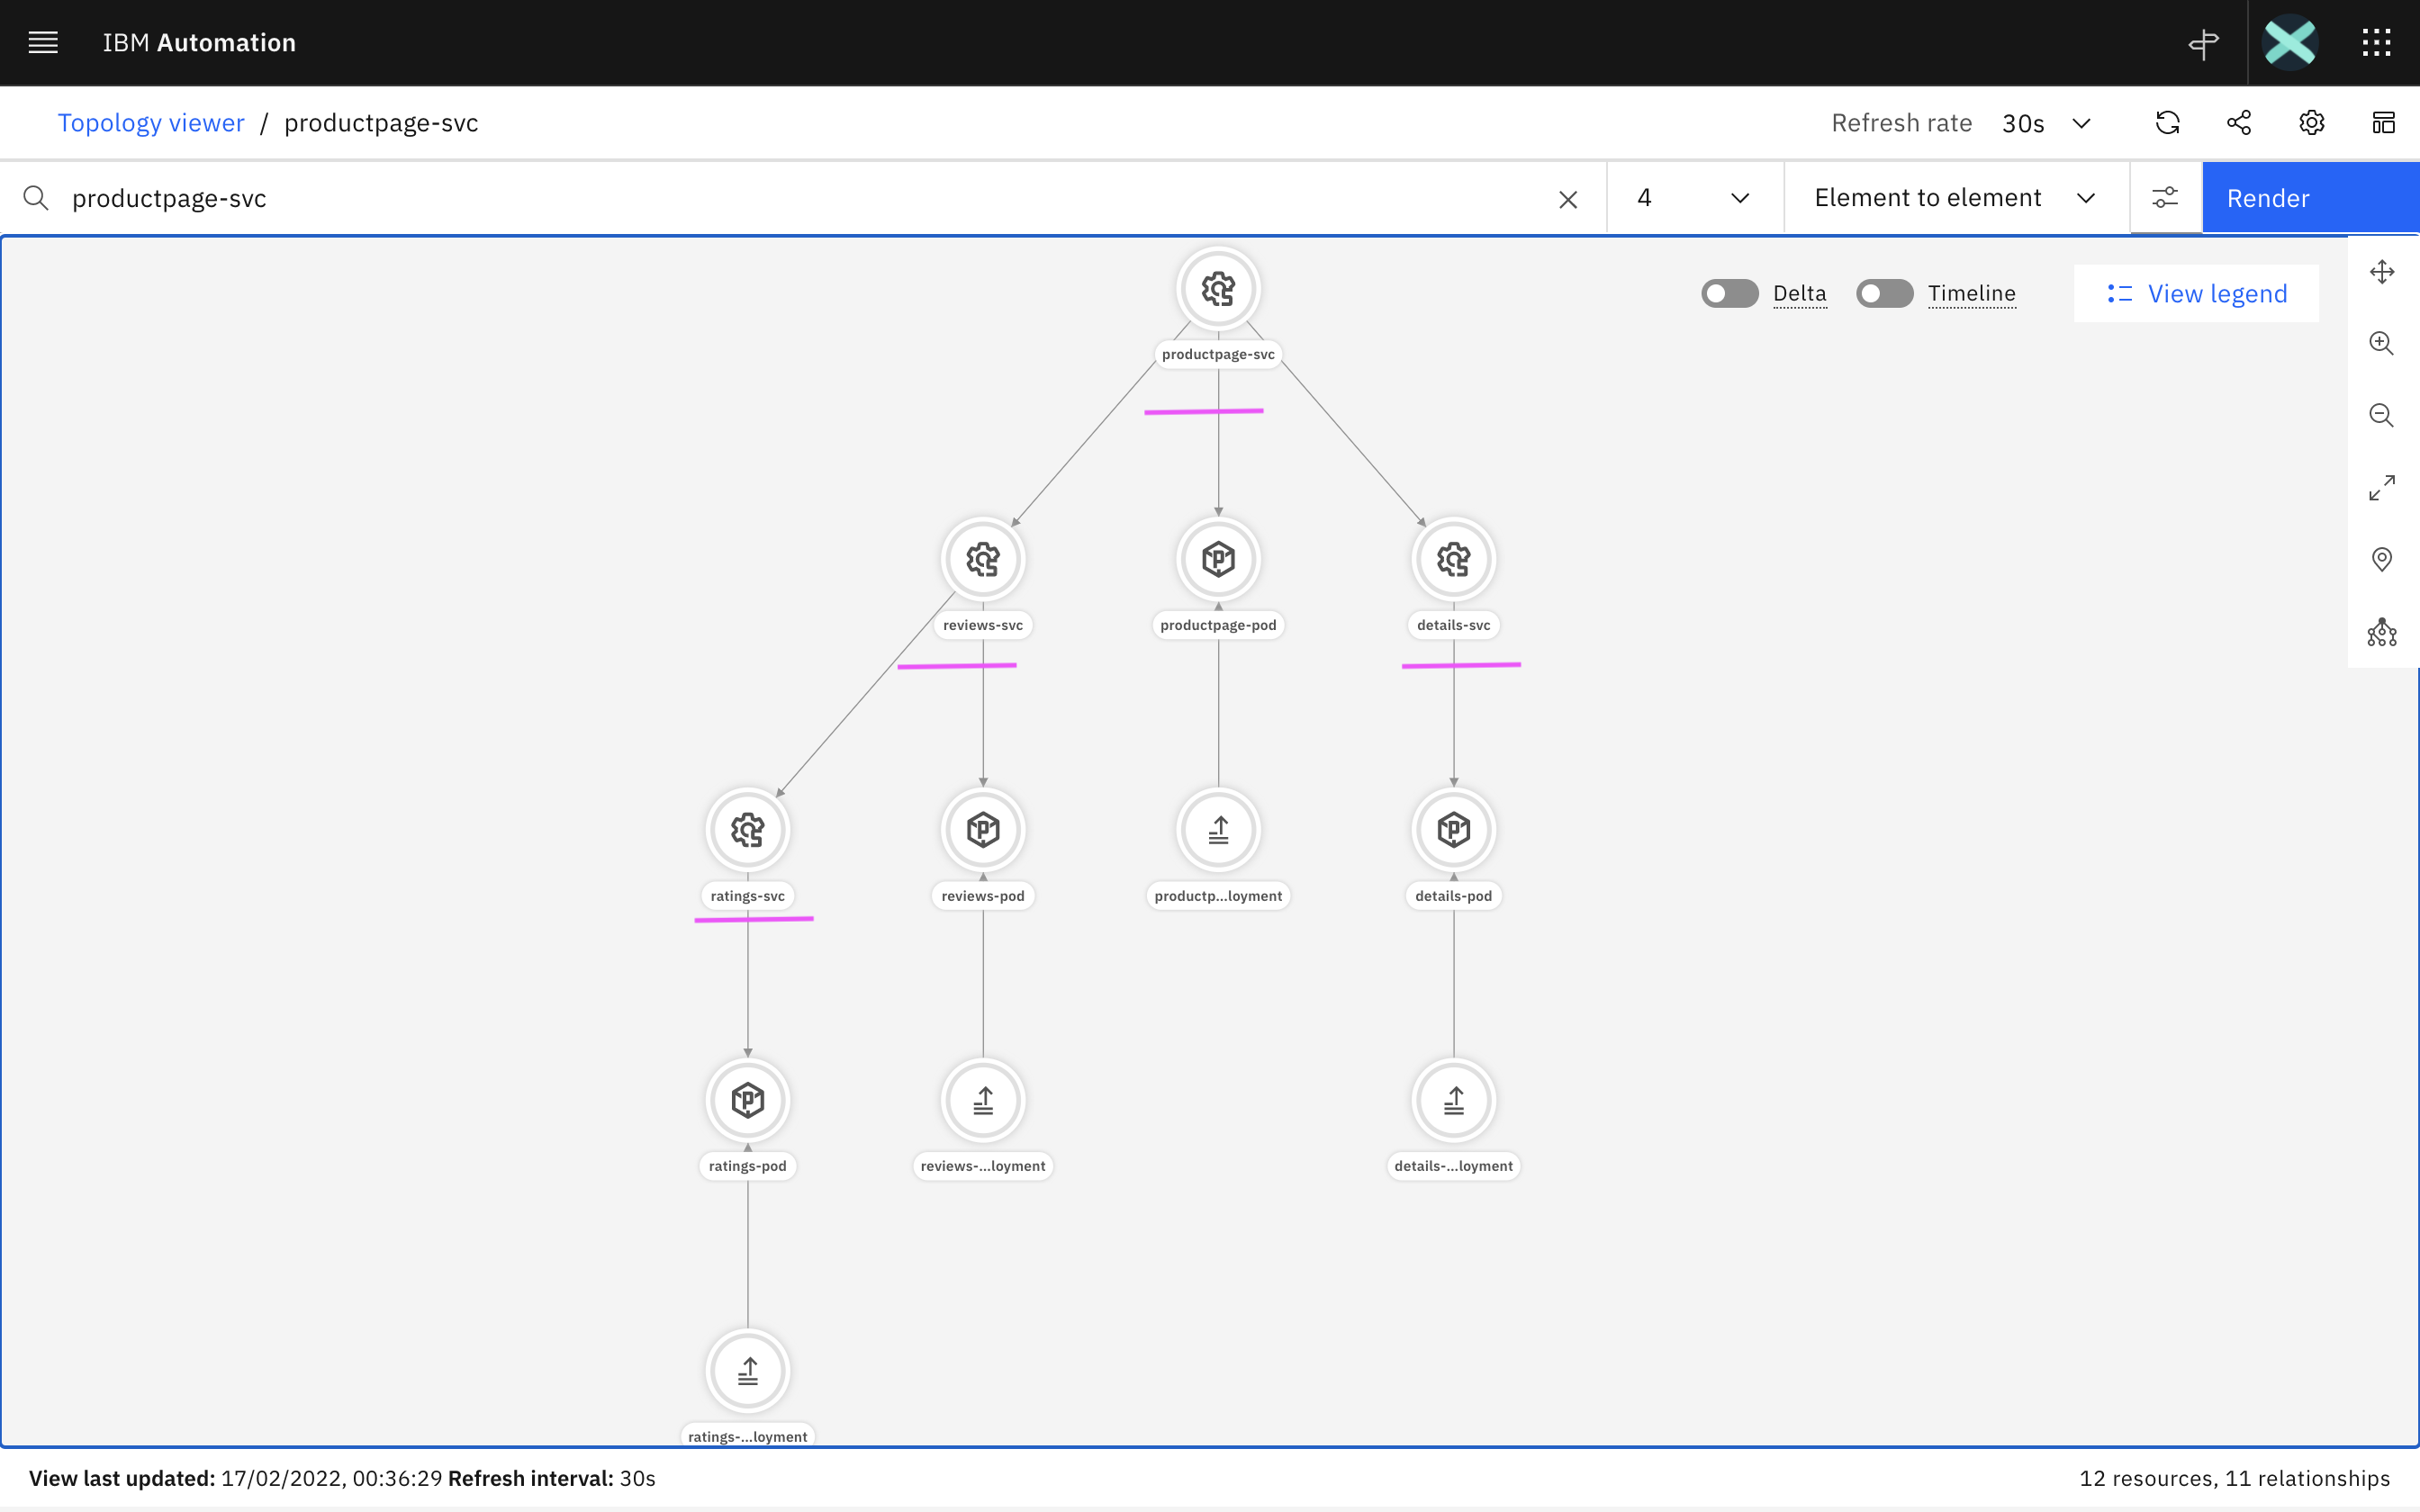 IBM Automation
Topology viewer / productpage-svc
Refresh rate 30s
productpage-svc
4
Element to element
Render
Delta
Timeline
View legend
productpage-svc
reviews-svc
productpage-pod
details-svc
ratings-svc
reviews-pod
productp...loyment
details-pod
ratings-pod
reviews-...loyment
details-...loyment
ratings-...loyment
View last updated: 17/02/2022, 00:36:29 Refresh interval: 30s
12 resources, 11 relationships